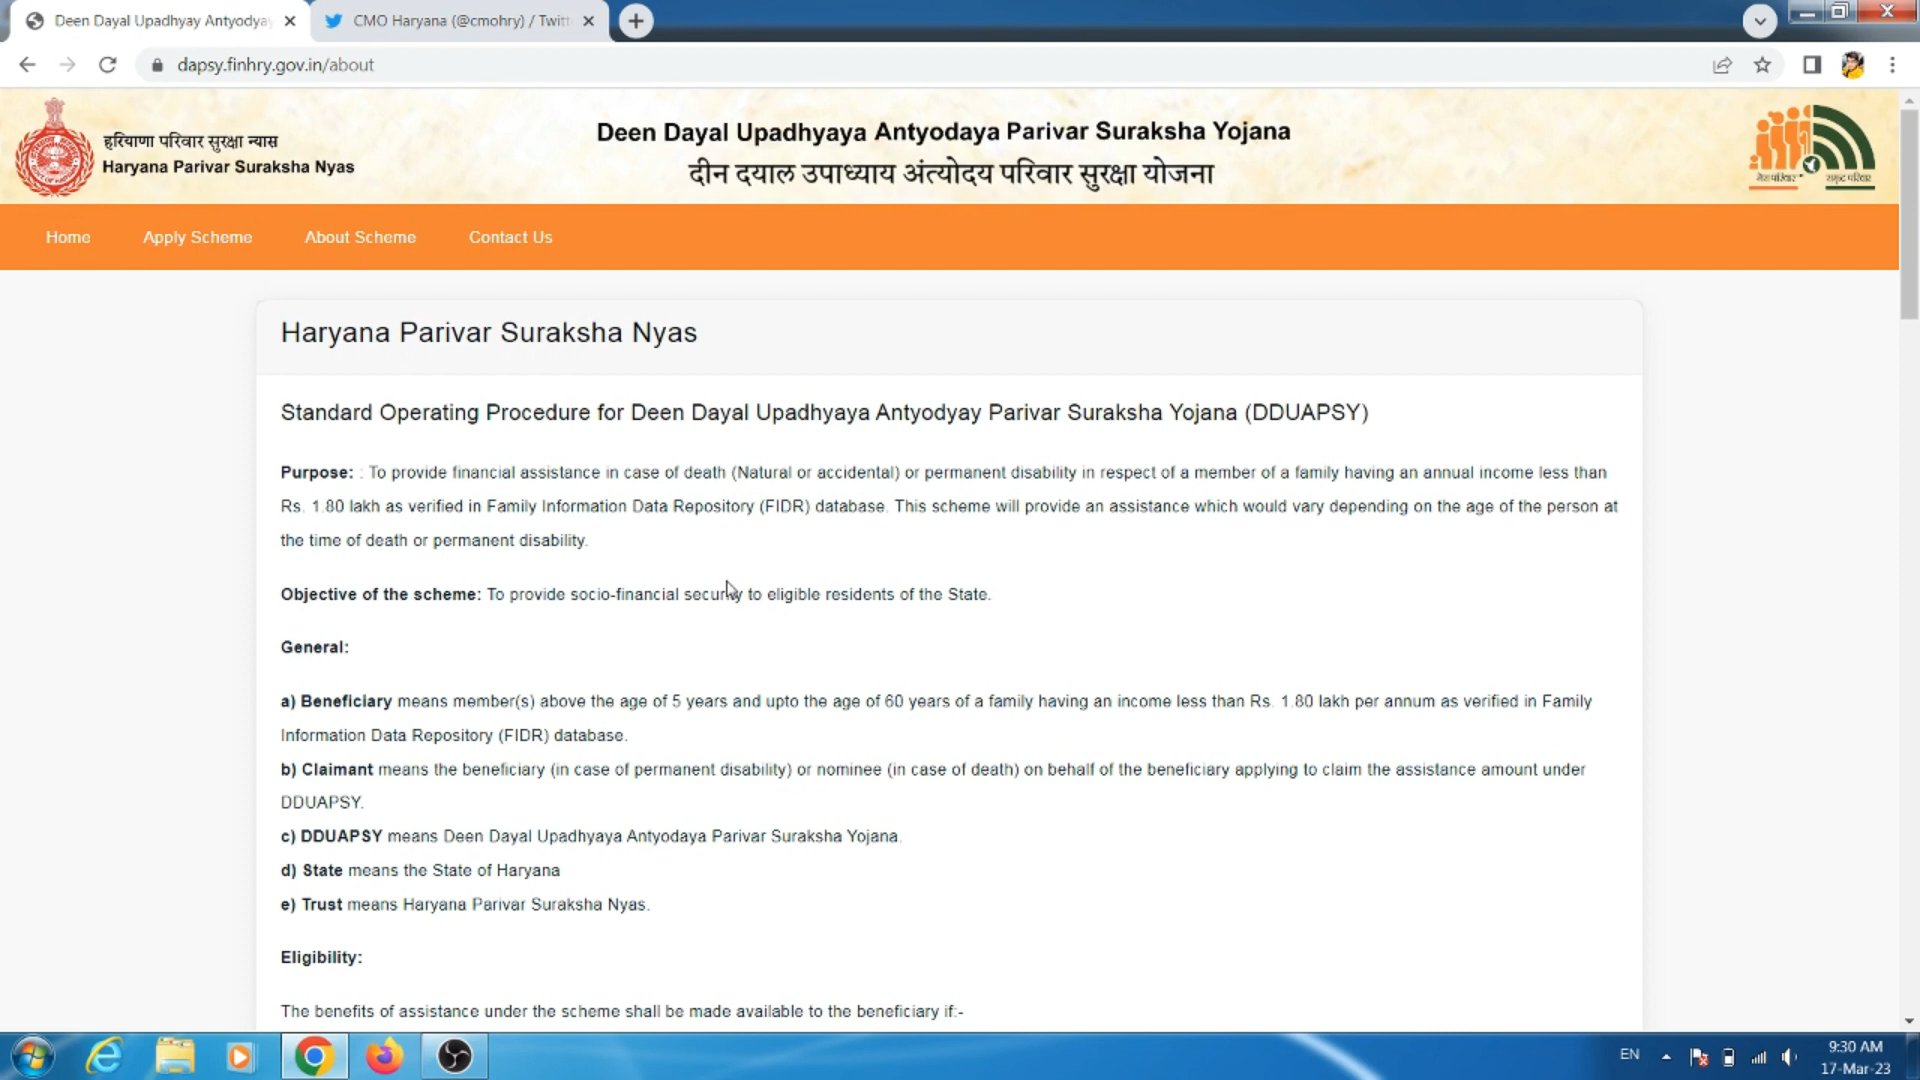 Deen Dayal Upadhyay Antyodya
CMO Haryana (@cmohry) / Twitt
dapsy.finhry.gov.in/about
हरियाणा परिवार सुरक्षा न्यास
Haryana Parivar Suraksha Nyas
Deen Dayal Upadhyaya Antyodaya Parivar Suraksha Yojana
दीन दयाल उपाध्याय अंत्योदय परिवार सुरक्षा योजना
मेरा परिवार
Home
Apply Scheme
About Scheme
Contact Us
Haryana Parivar Suraksha Nyas
Standard Operating Procedure for Deen Dayal Upadhyaya Antyodyay Parivar Suraksha Yojana (DDUAPSY)
Purpose: : To provide financial assistance in case of death (Natural or accidental) or permanent disability in respect of a member of a family having an annual income less than
Rs. 1.80 lakh as verified in Family Information Data Repository (FIDR) database. This scheme will provide an assistance which would vary depending on the age of the person at
the time of death or permanent disability.
Objective of the scheme: To provide socio-financial security to eligible residents of the State.
General:
a) Beneficiary means member(s) above the age of 5 years and upto the age of 60 years of a family having an income less than Rs. 1.80 lakh per annum as verified in Family
Information Data Repository (FIDR) database.
b) Claimant means the beneficiary (in case of permanent disability) or nominee (in case of death) on behalf of the beneficiary applying to claim the assistance amount under
DDUAPSY.
c) DDUAPSY means Deen Dayal Upadhyaya Antyodaya Parivar Suraksha Yojana.
d) State means the State of Haryana
e) Trust means Haryana Parivar Suraksha Nyas.
Eligibility:
The benefits of assistance under the scheme shall be made available to the beneficiary if:-
EN
9:30 AM
17-Mar-23